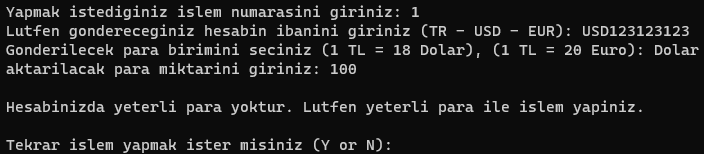 Yapmak istediginiz islem numarasini giriniz: 1
Lutfen gondereceginiz hesabin ibanini giriniz (TR - USD - EUR): USD123123123
Gonderilecek para birimini seciniz (1 TL = 18 Dolar), (1 TL = 20 Euro): Dolar
aktarilacak para miktarini giriniz: 100
Hesabinizda yeterli para yoktur. Lutfen yeterli para ile islem yapiniz.
Tekrar islem yapmak ister misiniz (Y or N):